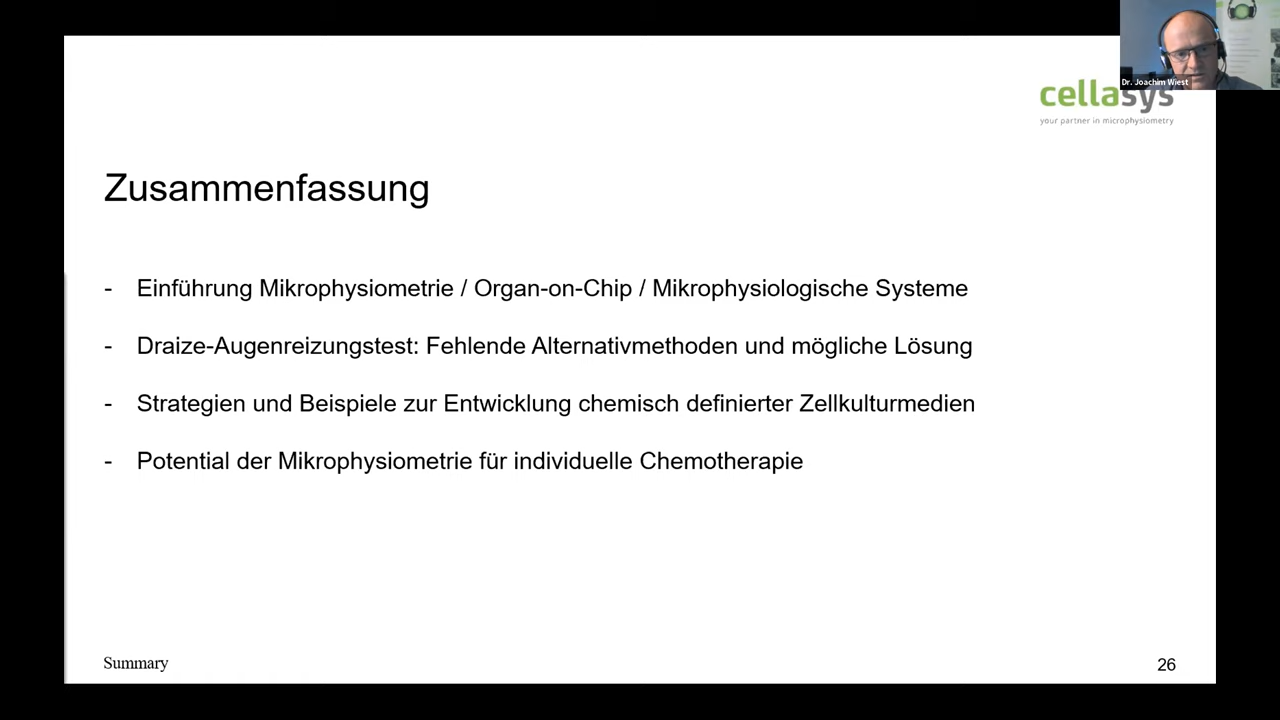 Dr. Joachim Wiest
cellasys
your partner in microphysiometry
Zusammenfassung
- Einführung Mikrophysiometrie / Organ-on-Chip / Mikrophysiologische Systeme
- Draize-Augenreizungstest: Fehlende Alternativmethoden und mögliche Lösung
- Strategien und Beispiele zur Entwicklung chemisch definierter Zellkulturmedien
- Potential der Mikrophysiometrie für individuelle Chemotherapie
Summary
26